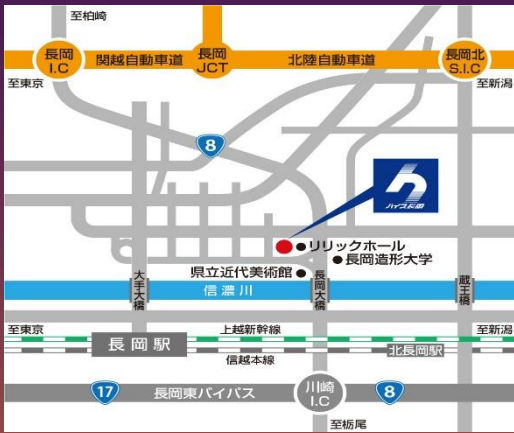 至柏崎
長岡
I.C
関越自動車道
長岡
JCT
北陸自動車道
長岡北
S.I.C
至東京
至新潟
8
ハイブ長岡
リリックホール
長岡造形大学
県立近代美術館
大手大橋
長岡大橋
蔵王橋
信濃川
至東京
上越新幹線
至新潟
長岡駅
北長岡駅
信越本線
17
長岡東バイパス
川崎
I.C
8
至栃尾